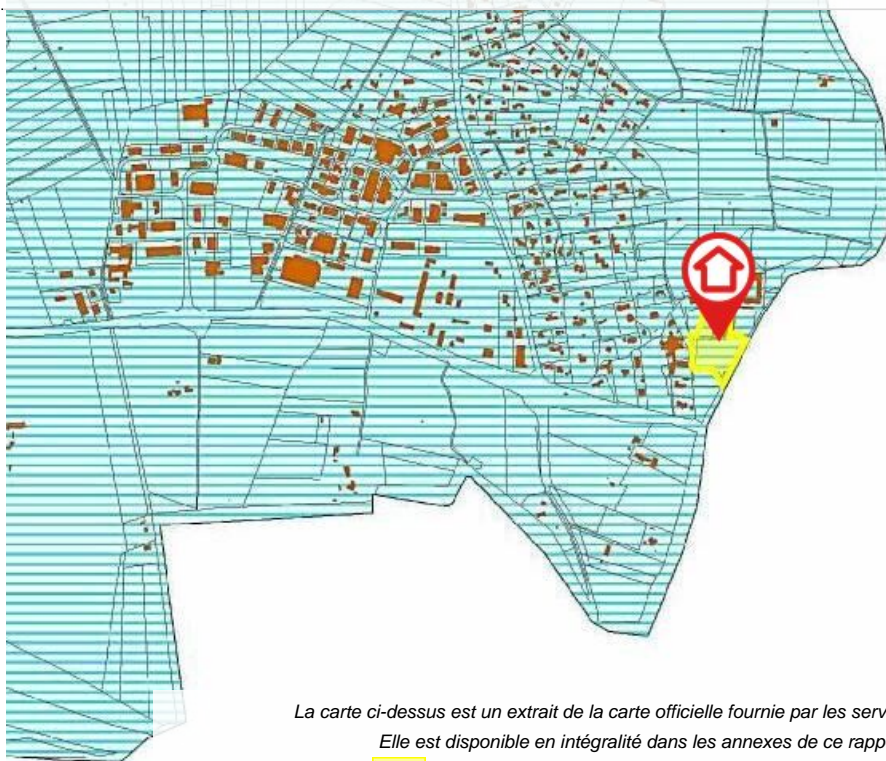 La carte ci-dessus est un extrait de la carte officielle fournie par les serv
Elle est disponible en intégralité dans les annexes de ce rapp